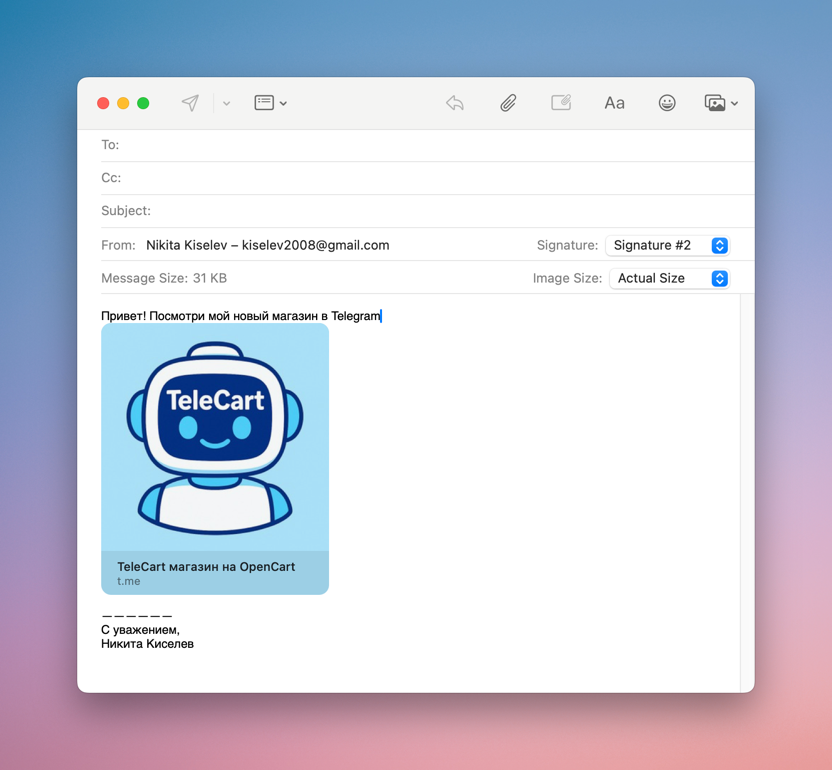 Aa
To:
Cc:
Subject:
From: Nikita Kiselev – kiselev2008@gmail.com Signature: Signature #2
Message Size: 31 KB Image Size: Actual Size
Привет! Посмотри мой новый магазин в Telegram
TeleCart
TeleCart магазин на OpenCart
t.me
——————
С уважением,
Никита Киселев